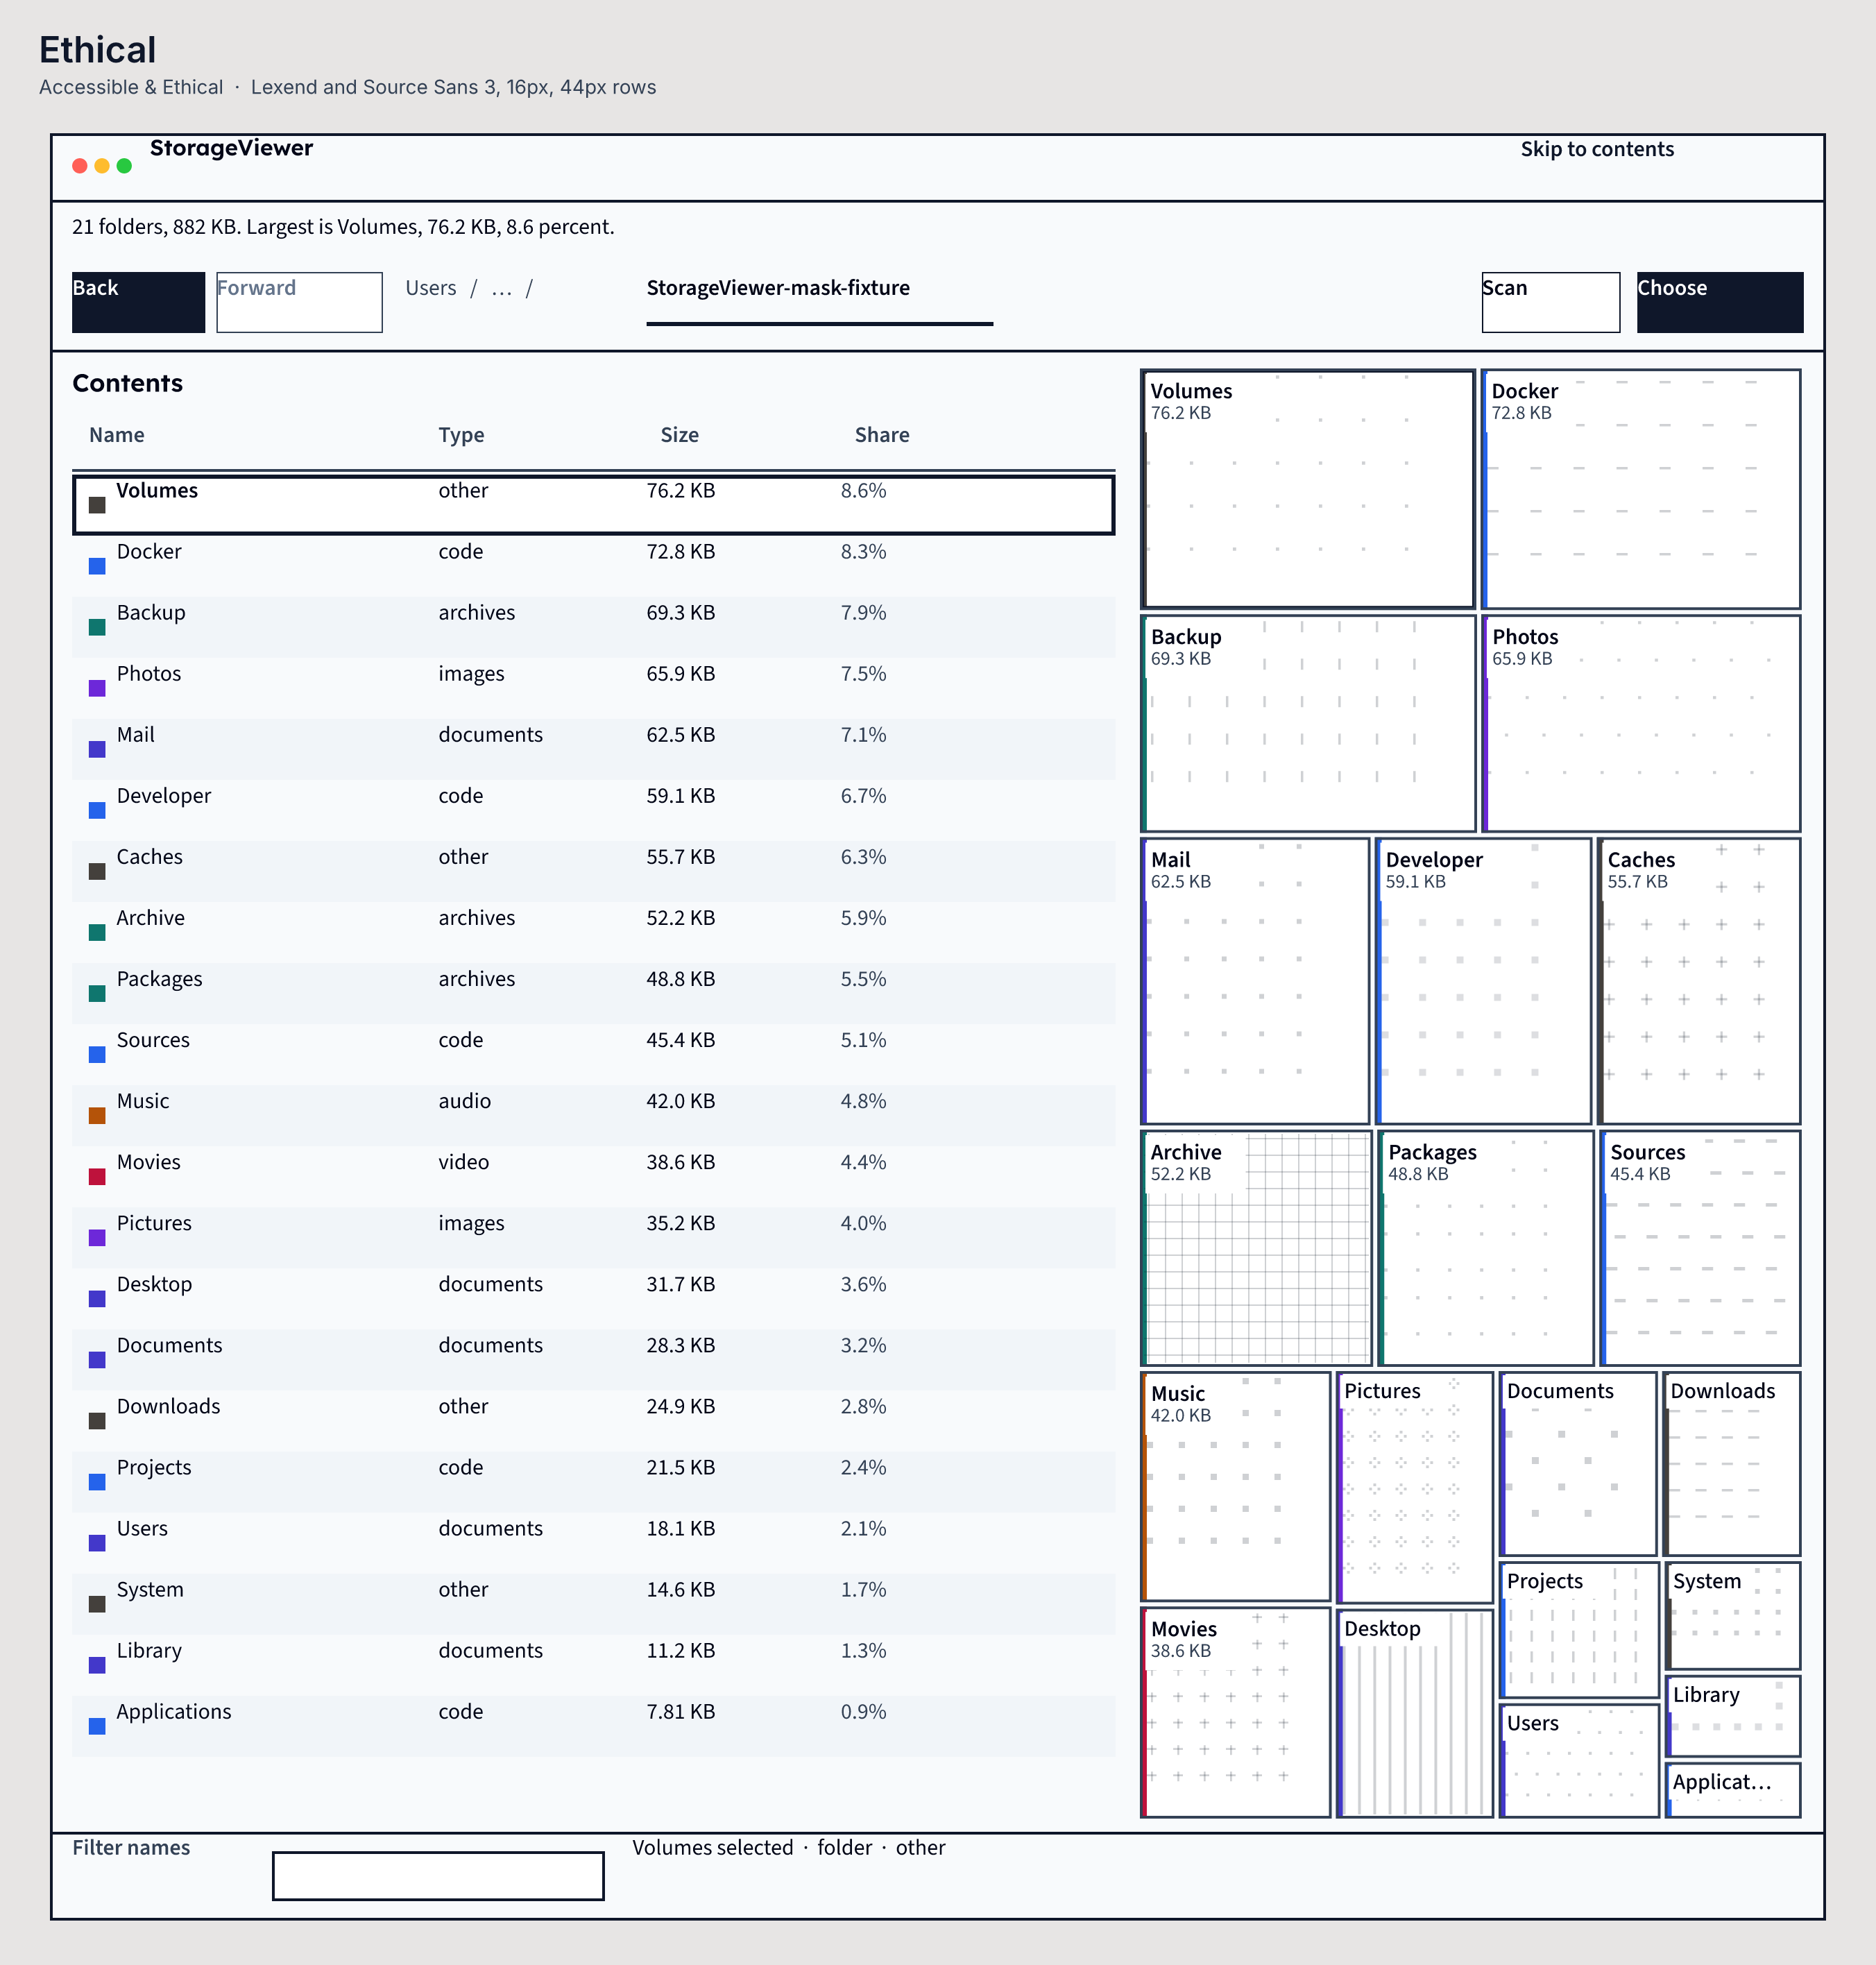 Ethical
Accessible & Ethical · Lexend and Source Sans 3, 16px, 44px rows
StorageViewer
Skip to contents
21 folders, 882 KB. Largest is Volumes, 76.2 KB, 8.6 percent.
Back
Forward
Users / … /
StorageViewer-mask-fixture
Scan
Choose
Contents
Name Type Size Share
Volumes other 76.2 KB 8.6%
Docker code 72.8 KB 8.3%
Backup archives 69.3 KB 7.9%
Photos images 65.9 KB 7.5%
Mail documents 62.5 KB 7.1%
Developer code 59.1 KB 6.7%
Caches other 55.7 KB 6.3%
Archive archives 52.2 KB 5.9%
Packages archives 48.8 KB 5.5%
Sources code 45.4 KB 5.1%
Music audio 42.0 KB 4.8%
Movies video 38.6 KB 4.4%
Pictures images 35.2 KB 4.0%
Desktop documents 31.7 KB 3.6%
Documents documents 28.3 KB 3.2%
Downloads other 24.9 KB 2.8%
Projects code 21.5 KB 2.4%
Users documents 18.1 KB 2.1%
System other 14.6 KB 1.7%
Library documents 11.2 KB 1.3%
Applications code 7.81 KB 0.9%
Volumes
76.2 KB
Docker
72.8 KB
Backup
69.3 KB
Photos
65.9 KB
Mail
62.5 KB
Developer
59.1 KB
Caches
55.7 KB
Archive
52.2 KB
Packages
48.8 KB
Sources
45.4 KB
Music
42.0 KB
Pictures
Documents
Downloads
Projects
System
Movies
38.6 KB
Desktop
Library
Users
Applicat…
Filter names
Volumes selected · folder · other